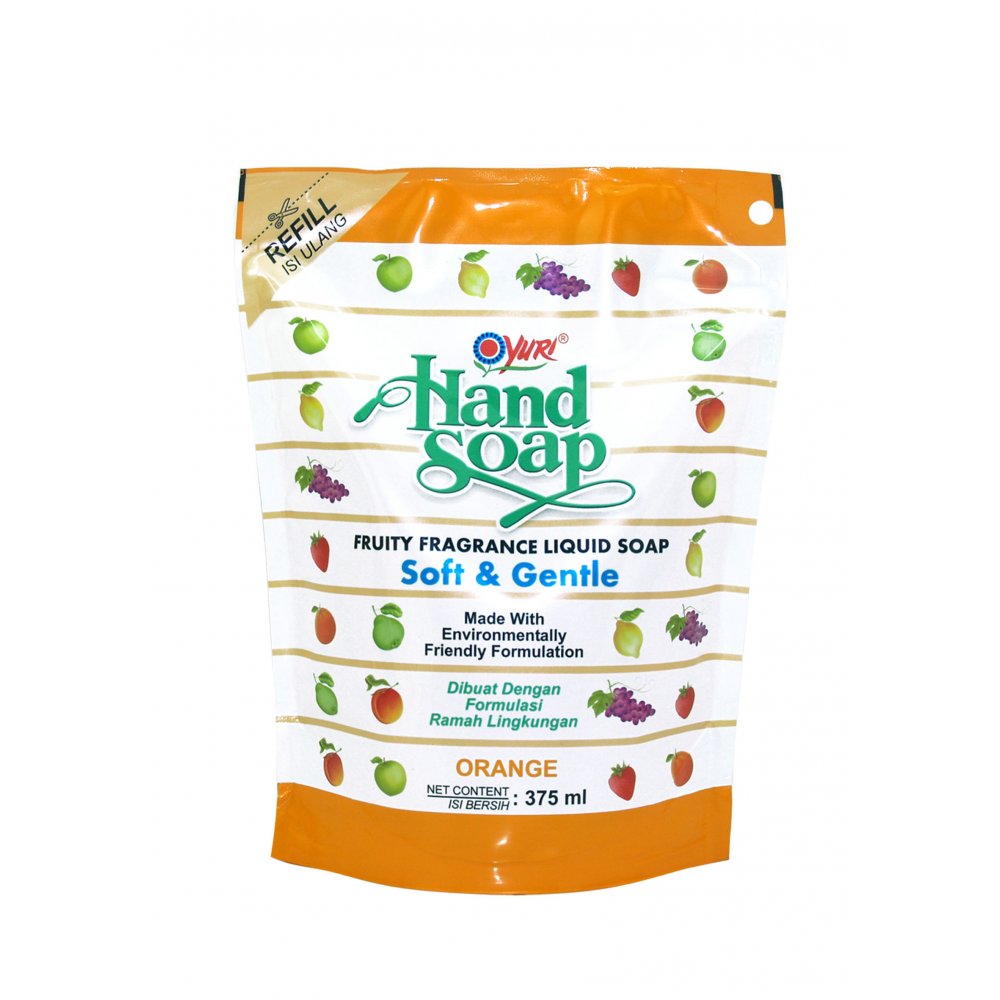 REFILL
ISI ULANG
YURI®
Hand
Soap
FRUITY FRAGRANCE LIQUID SOAP
Soft & Gentle
Made With
Environmentally
Friendly Formulation
Dibuat Dengan
Formulasi
Ramah Lingkungan
ORANGE
NET CONTENT
ISI BERSIH : 375 ml